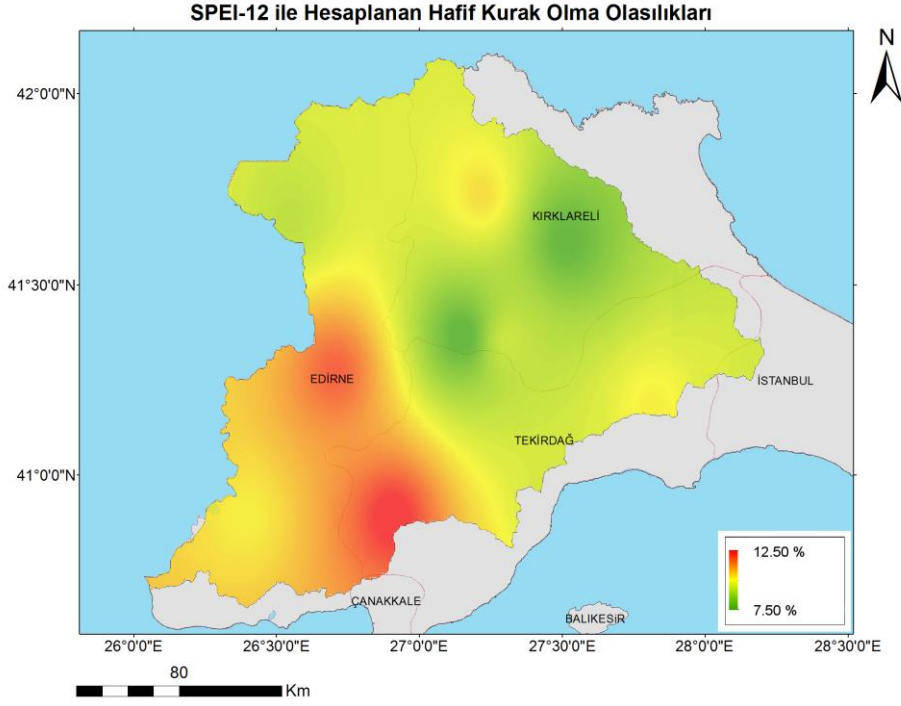 SPEI-12 ile Hesaplanan Hafif Kurak Olma Olasılıkları
N
42°0'0"N
KIRKLARELİ
41°30'0"N
EDİRNE
İSTANBUL
TEKİRDAĞ
41°0'0"N
12.50 %
7.50 %
ÇANAKKALE
BALIKESİR
26°0'0"E
26°30'0"E
27°0'0"E
27°30'0"E
28°0'0"E
28°30'0"E
80
Km